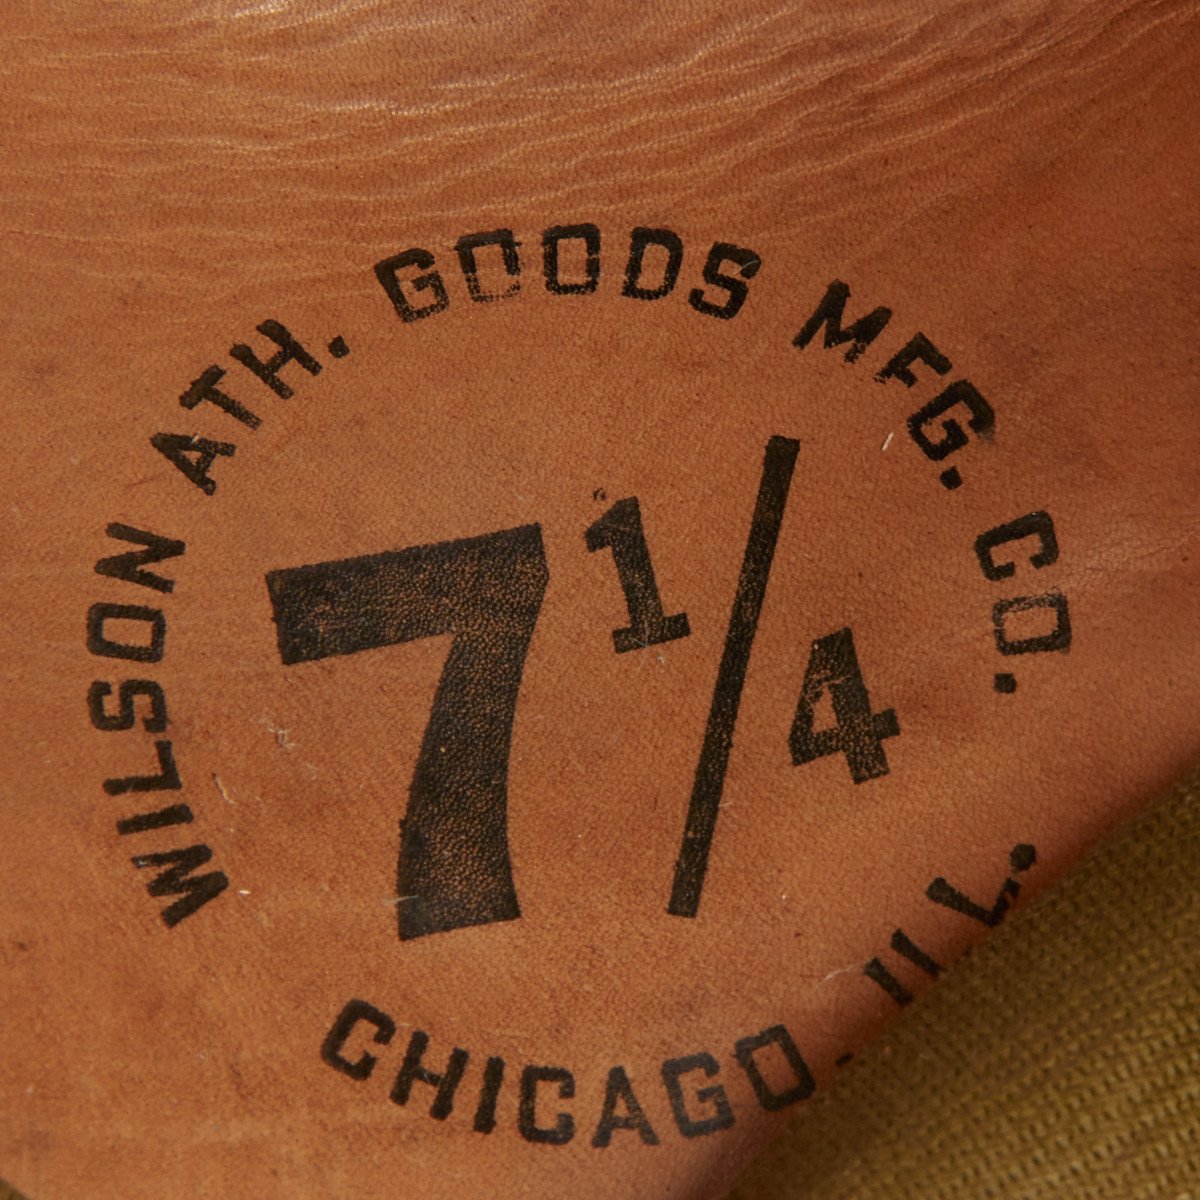 WILSON ATH. GOODS MFG. CO.
7 1/4
CHICAGO, ILL.